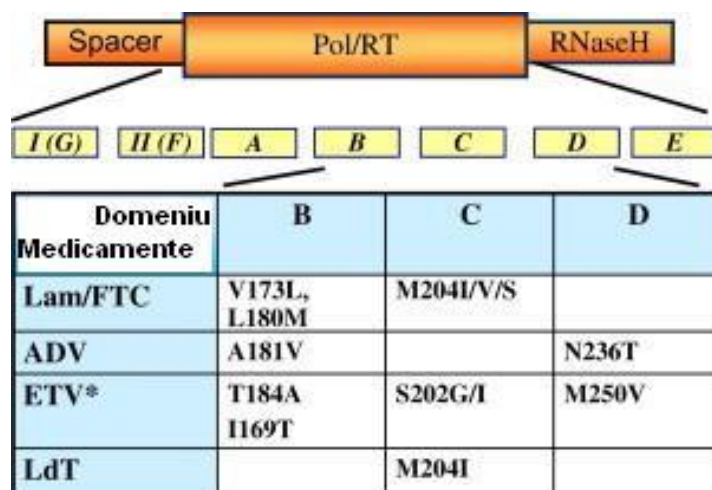 Spacer Pol/RT RNaseH
I (G) II (F) A B C D E
Domeniu B C D
Medicamente
Lam/FTC V173L, M204I/V/S
L180M
ADV A181V N236T
ETV* T184A S202G/I M250V
I169T
LdT M204I